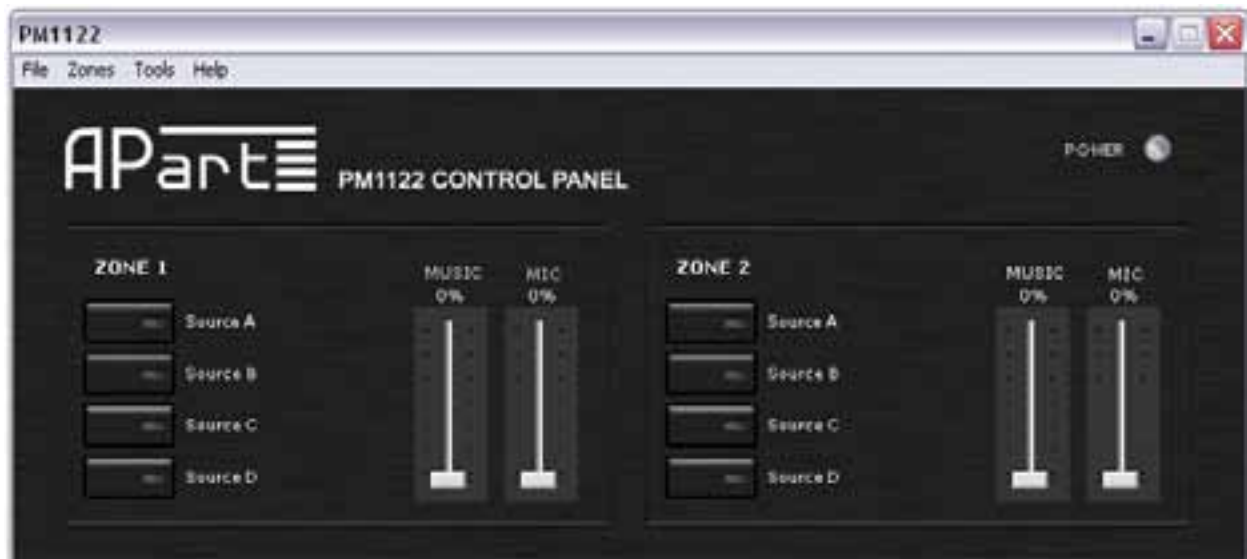 PM1122
File Zones Tools Help
APart
PM1122 CONTROL PANEL
POWER
ZONE 1
MUSIC MIC
0% 0%
Source A
Source B
Source C
Source D
ZONE 2
MUSIC MIC
0% 0%
Source A
Source B
Source C
Source D